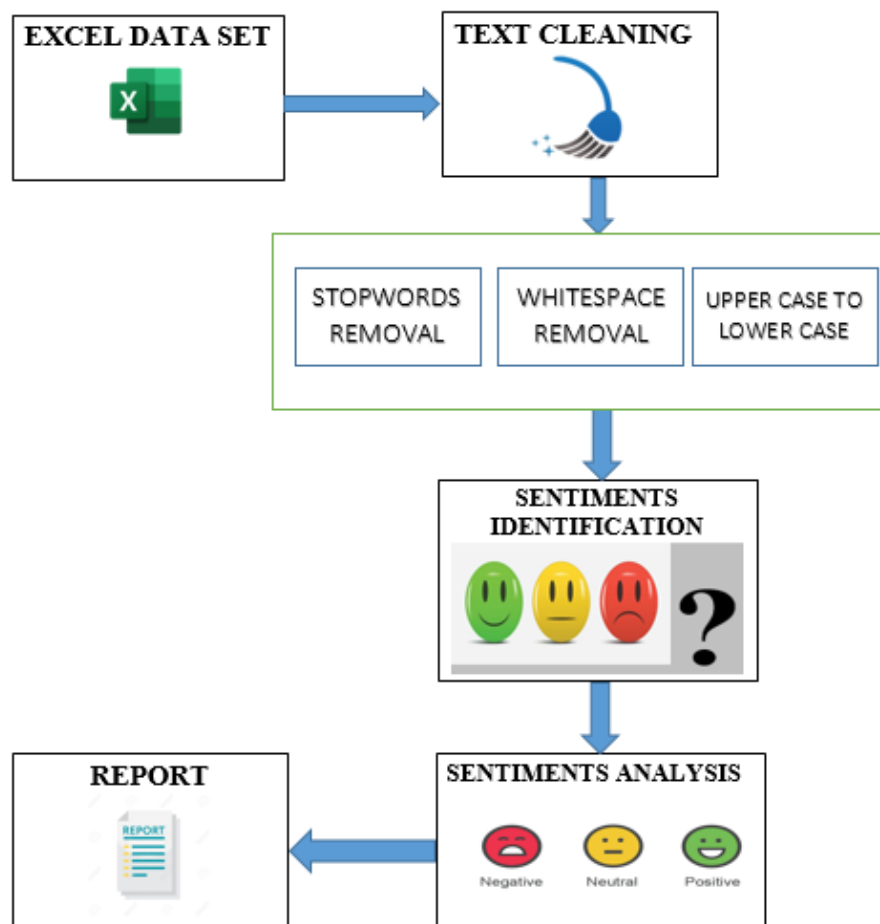 EXCEL DATA SET
X
TEXT CLEANING
STOPWORDS
REMOVAL
WHITESPACE
REMOVAL
UPPER CASE TO
LOWER CASE
SENTIMENTS
IDENTIFICATION
?
SENTIMENTS ANALYSIS
Negative
Neutral
Positive
REPORT
REPORT